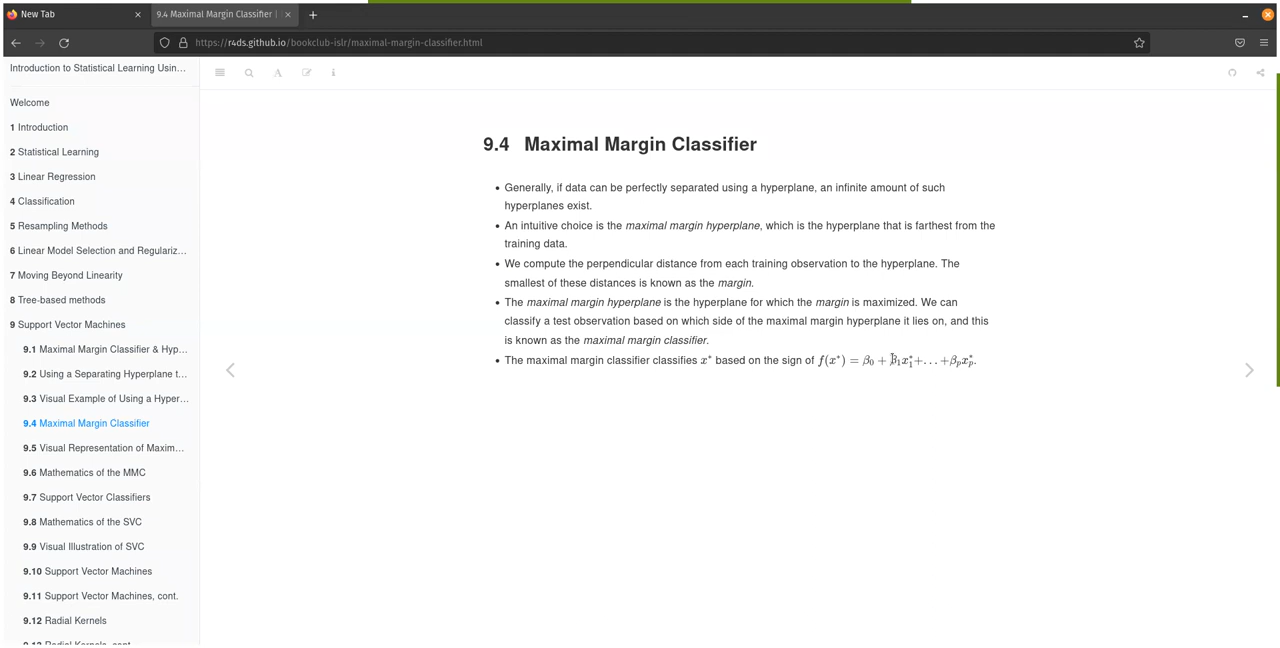 New Tab
9.4 Maximal Margin Classifier |
https://r4ds.github.io/bookclub-islr/maximal-margin-classifier.html
Introduction to Statistical Learning Usin...
Welcome
1 Introduction
2 Statistical Learning
3 Linear Regression
4 Classification
5 Resampling Methods
6 Linear Model Selection and Regulariz...
7 Moving Beyond Linearity
8 Tree-based methods
9 Support Vector Machines
9.1 Maximal Margin Classifier & Hyp...
9.2 Using a Separating Hyperplane t...
9.3 Visual Example of Using a Hyper...
9.4 Maximal Margin Classifier
9.5 Visual Representation of Maxim...
9.6 Mathematics of the MMC
9.7 Support Vector Classifiers
9.8 Mathematics of the SVC
9.9 Visual Illustration of SVC
9.10 Support Vector Machines
9.11 Support Vector Machines, cont.
9.12 Radial Kernels
9.13 Radial Kernels, cont.
9.4 Maximal Margin Classifier
• Generally, if data can be perfectly separated using a hyperplane, an infinite amount of such
hyperplanes exist.
• An intuitive choice is the maximal margin hyperplane, which is the hyperplane that is farthest from the
training data.
• We compute the perpendicular distance from each training observation to the hyperplane. The
smallest of these distances is known as the margin.
• The maximal margin hyperplane is the hyperplane for which the margin is maximized. We can
classify a test observation based on which side of the maximal margin hyperplane it lies on, and this
is known as the maximal margin classifier.
• The maximal margin classifier classifies x* based on the sign of f(x*) = β₀ + β₁x₁* + ... + βₚxₚ*.